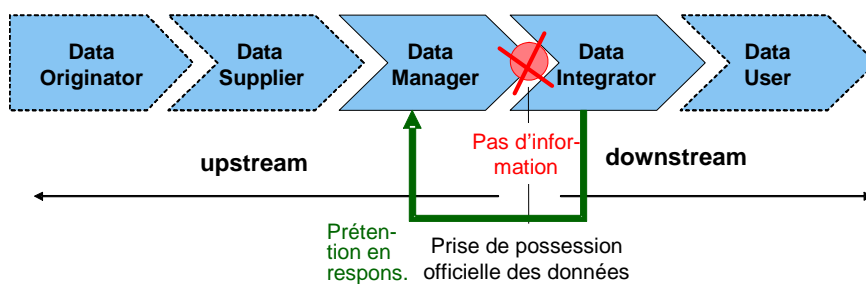 Data
Originator
Data
Supplier
Data
Manager
Data
Integrator
Data
User
upstream
Pas d'infor-
mation
downstream
Préten-
tion en
respons.
Prise de possession
officielle des données